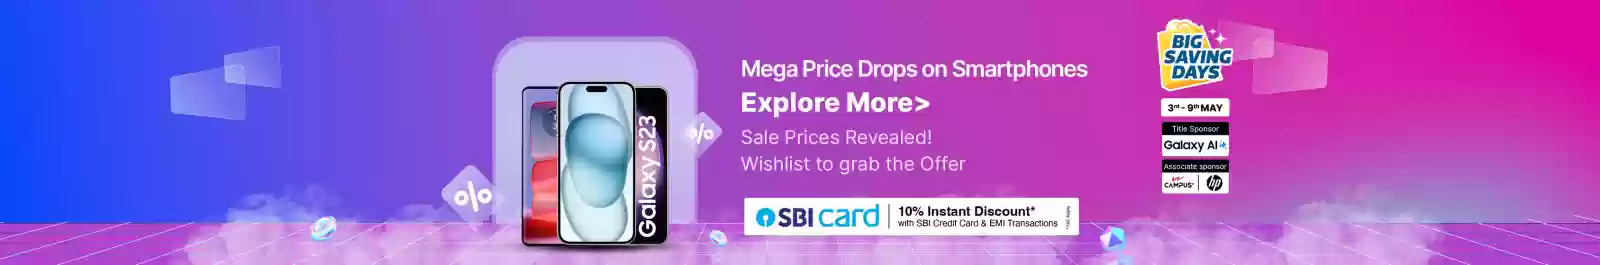 Mega Price Drops on Smartphones
Explore More>
Sale Prices Revealed!
Wishlist to grab the Offer
SBI card
10% Instant Discount*
with SBI Credit Card & EMI Transactions
*T&C Apply
Galaxy S23
%
%
BIG
SAVING
DAYS
3rd - 9th MAY
Title Sponsor
Galaxy AI
Associate sponsor
CAMPUS
hp